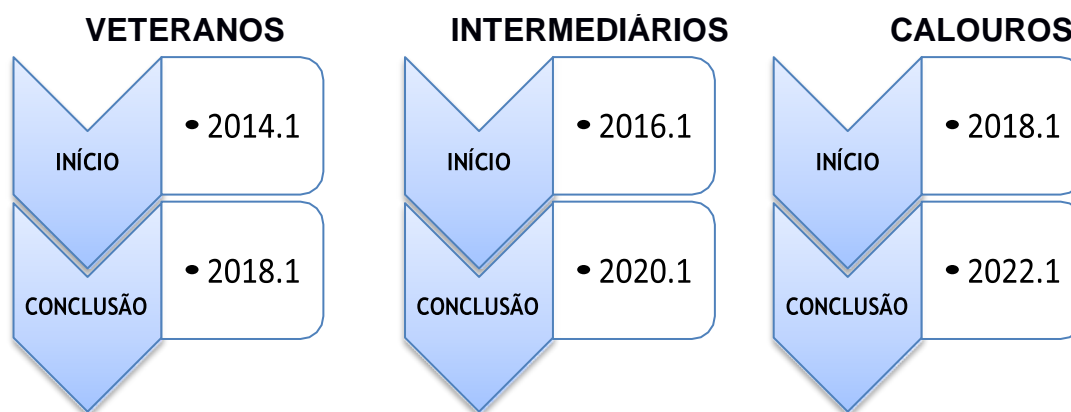 VETERANOS
INÍCIO
• 2014.1
CONCLUSÃO
• 2018.1
INTERMEDIÁRIOS
INÍCIO
• 2016.1
CONCLUSÃO
• 2020.1
CALOUROS
INÍCIO
• 2018.1
CONCLUSÃO
• 2022.1